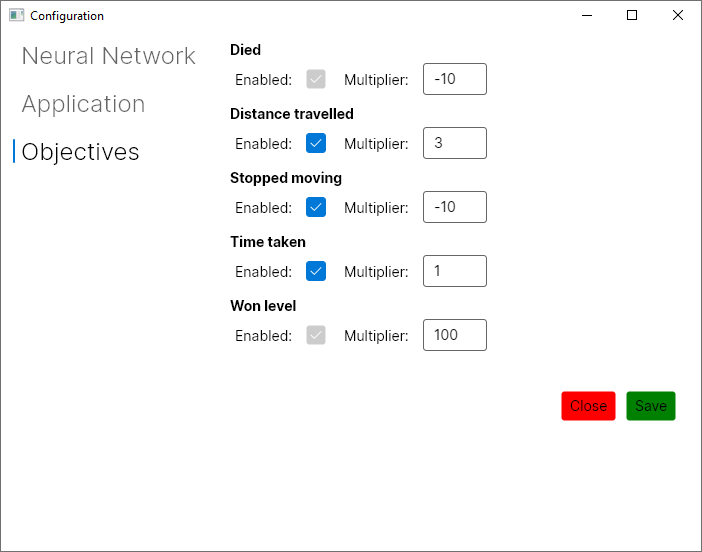 Configuration
Neural Network
Application
Objectives
Died
Enabled: Multiplier: -10
Distance travelled
Enabled: Multiplier: 3
Stopped moving
Enabled: Multiplier: -10
Time taken
Enabled: Multiplier: 1
Won level
Enabled: Multiplier: 100
Close Save